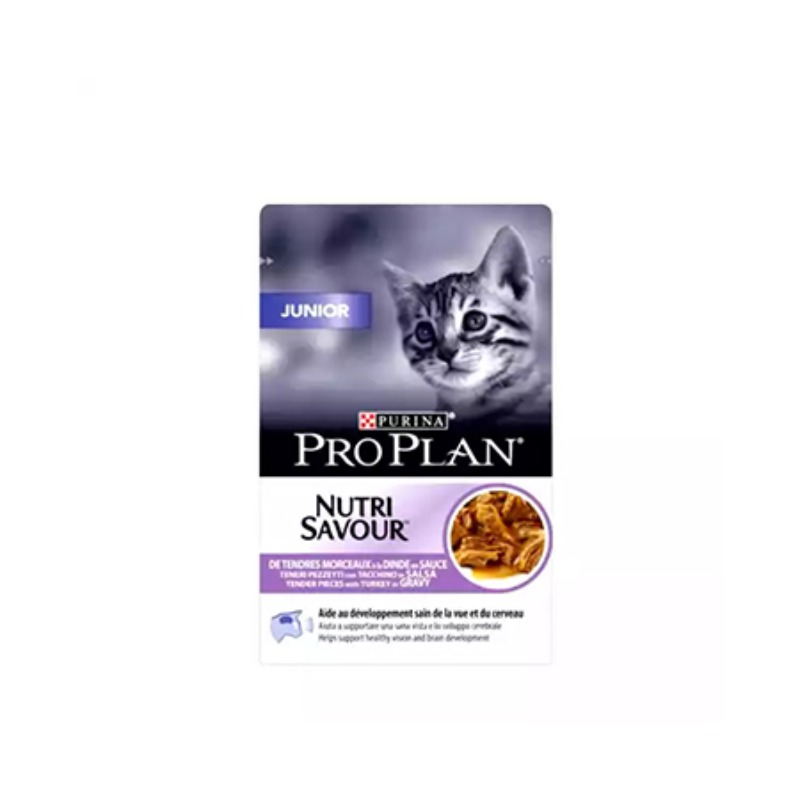 JUNIOR
PURINA
PRO PLAN
NUTRI
SAVOUR
DE TENDRES MORCEAUX à la DINDE en SAUCE
TENERI PEZZETTI con TACCHINO in SALSA
TENDER PIECES with TURKEY in GRAVY
Aide au développement sain de la vue et du cerveau
Aiuta a supportare una sana vista e lo sviluppo cerebrale
Helps support healthy vision and brain development